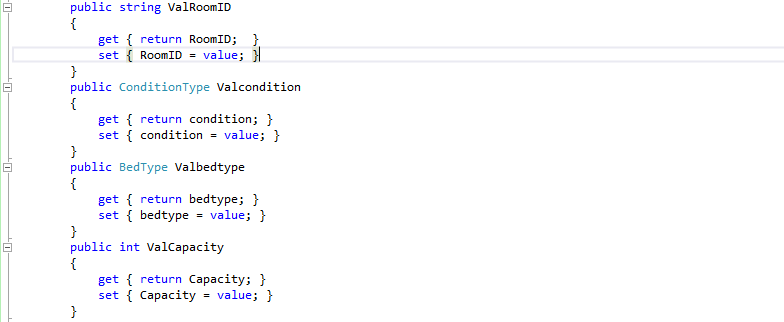 public string ValRoomID
{
get { return RoomID;  }
set { RoomID = value; }
}
public ConditionType Valcondition
{
get { return condition; }
set { condition = value; }
}
public BedType Valbedtype
{
get { return bedtype; }
set { bedtype = value; }
}
public int ValCapacity
{
get { return Capacity; }
set { Capacity = value; }
}